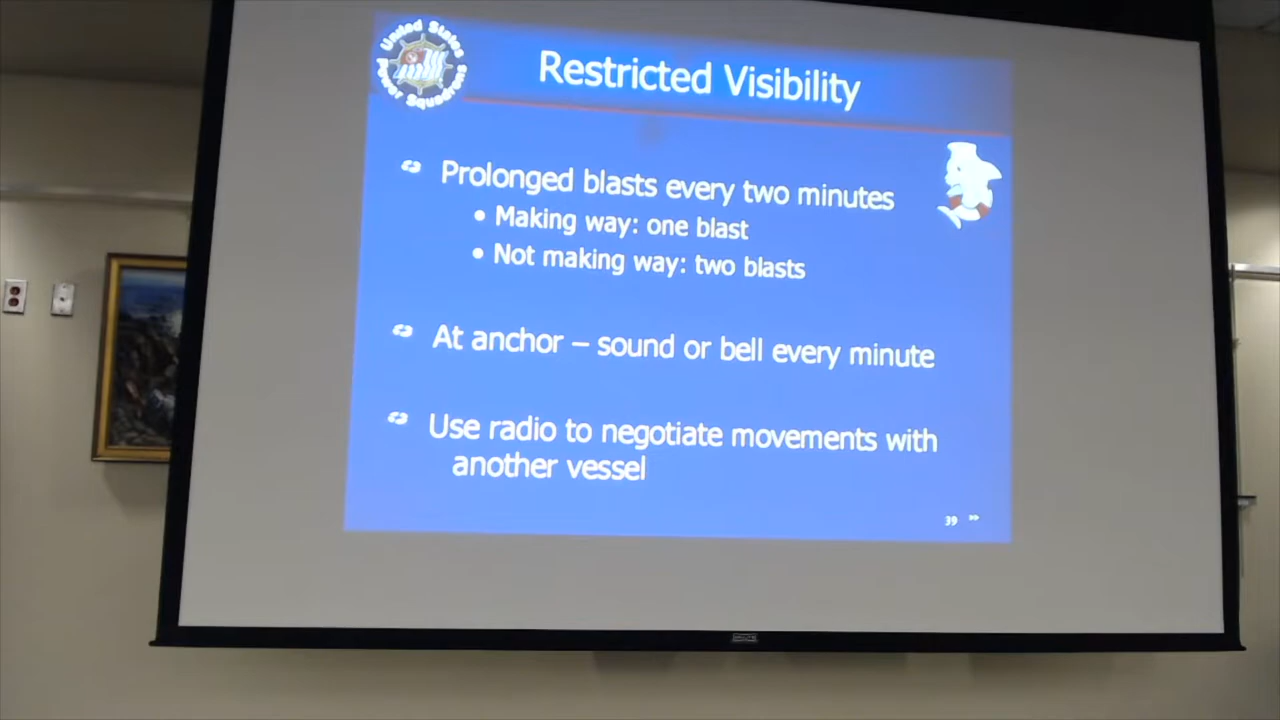 United States
Power Squadrons
Restricted Visibility
Prolonged blasts every two minutes
• Making way: one blast
• Not making way: two blasts
At anchor – sound or bell every minute
Use radio to negotiate movements with
another vessel
39